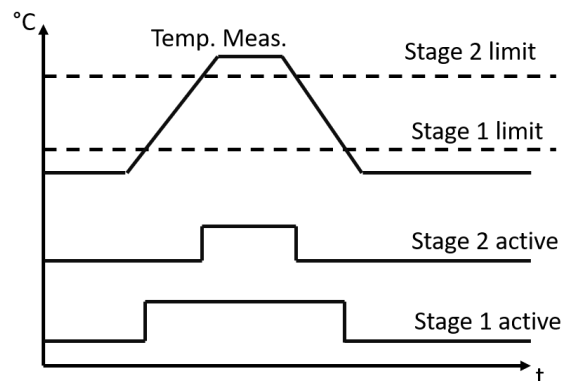 °C
Temp. Meas.
Stage 2 limit
Stage 1 limit
Stage 2 active
Stage 1 active
t